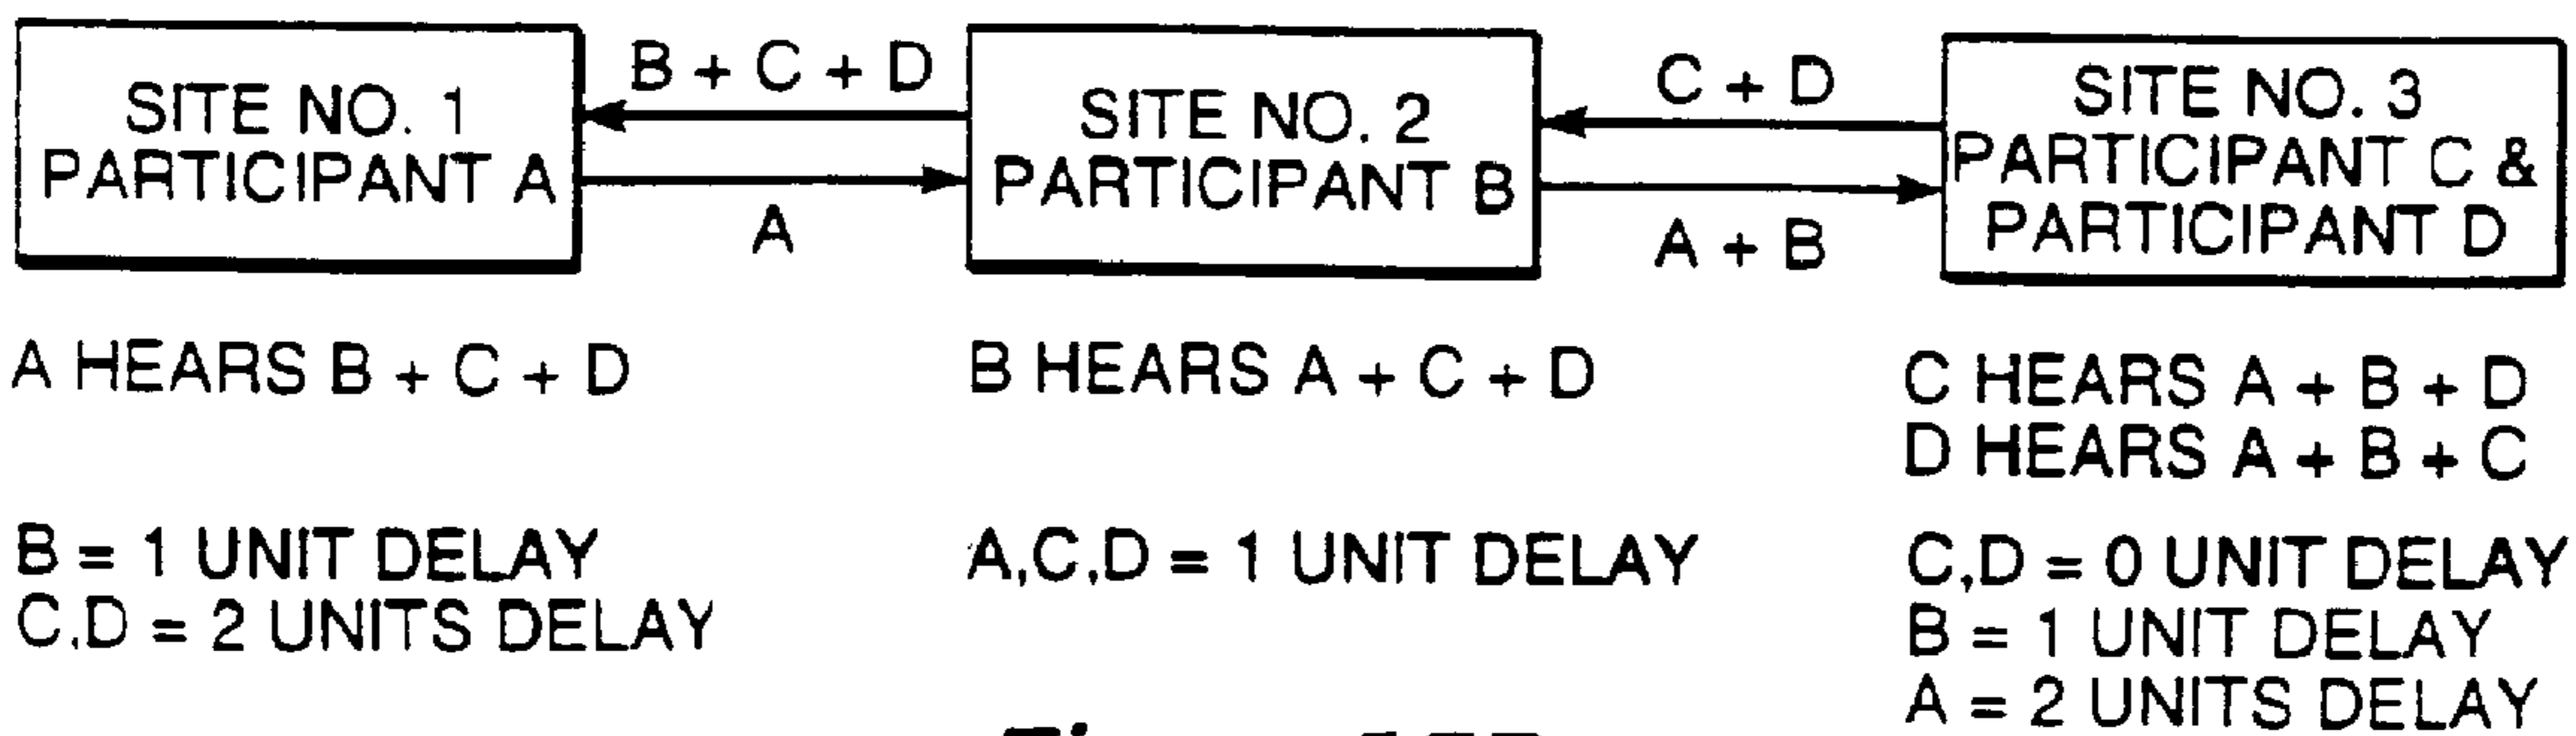 SITE NO. 1
PARTICIPANT A
B + C + D
A
SITE NO. 2
PARTICIPANT B
C + D
A + B
SITE NO. 3
PARTICIPANT C &
PARTICIPANT D
A HEARS B + C + D
B HEARS A + C + D
C HEARS A + B + D
D HEARS A + B + C
B = 1 UNIT DELAY
C,D = 2 UNITS DELAY
A,C,D = 1 UNIT DELAY
C,D = 0 UNIT DELAY
B = 1 UNIT DELAY
A = 2 UNITS DELAY